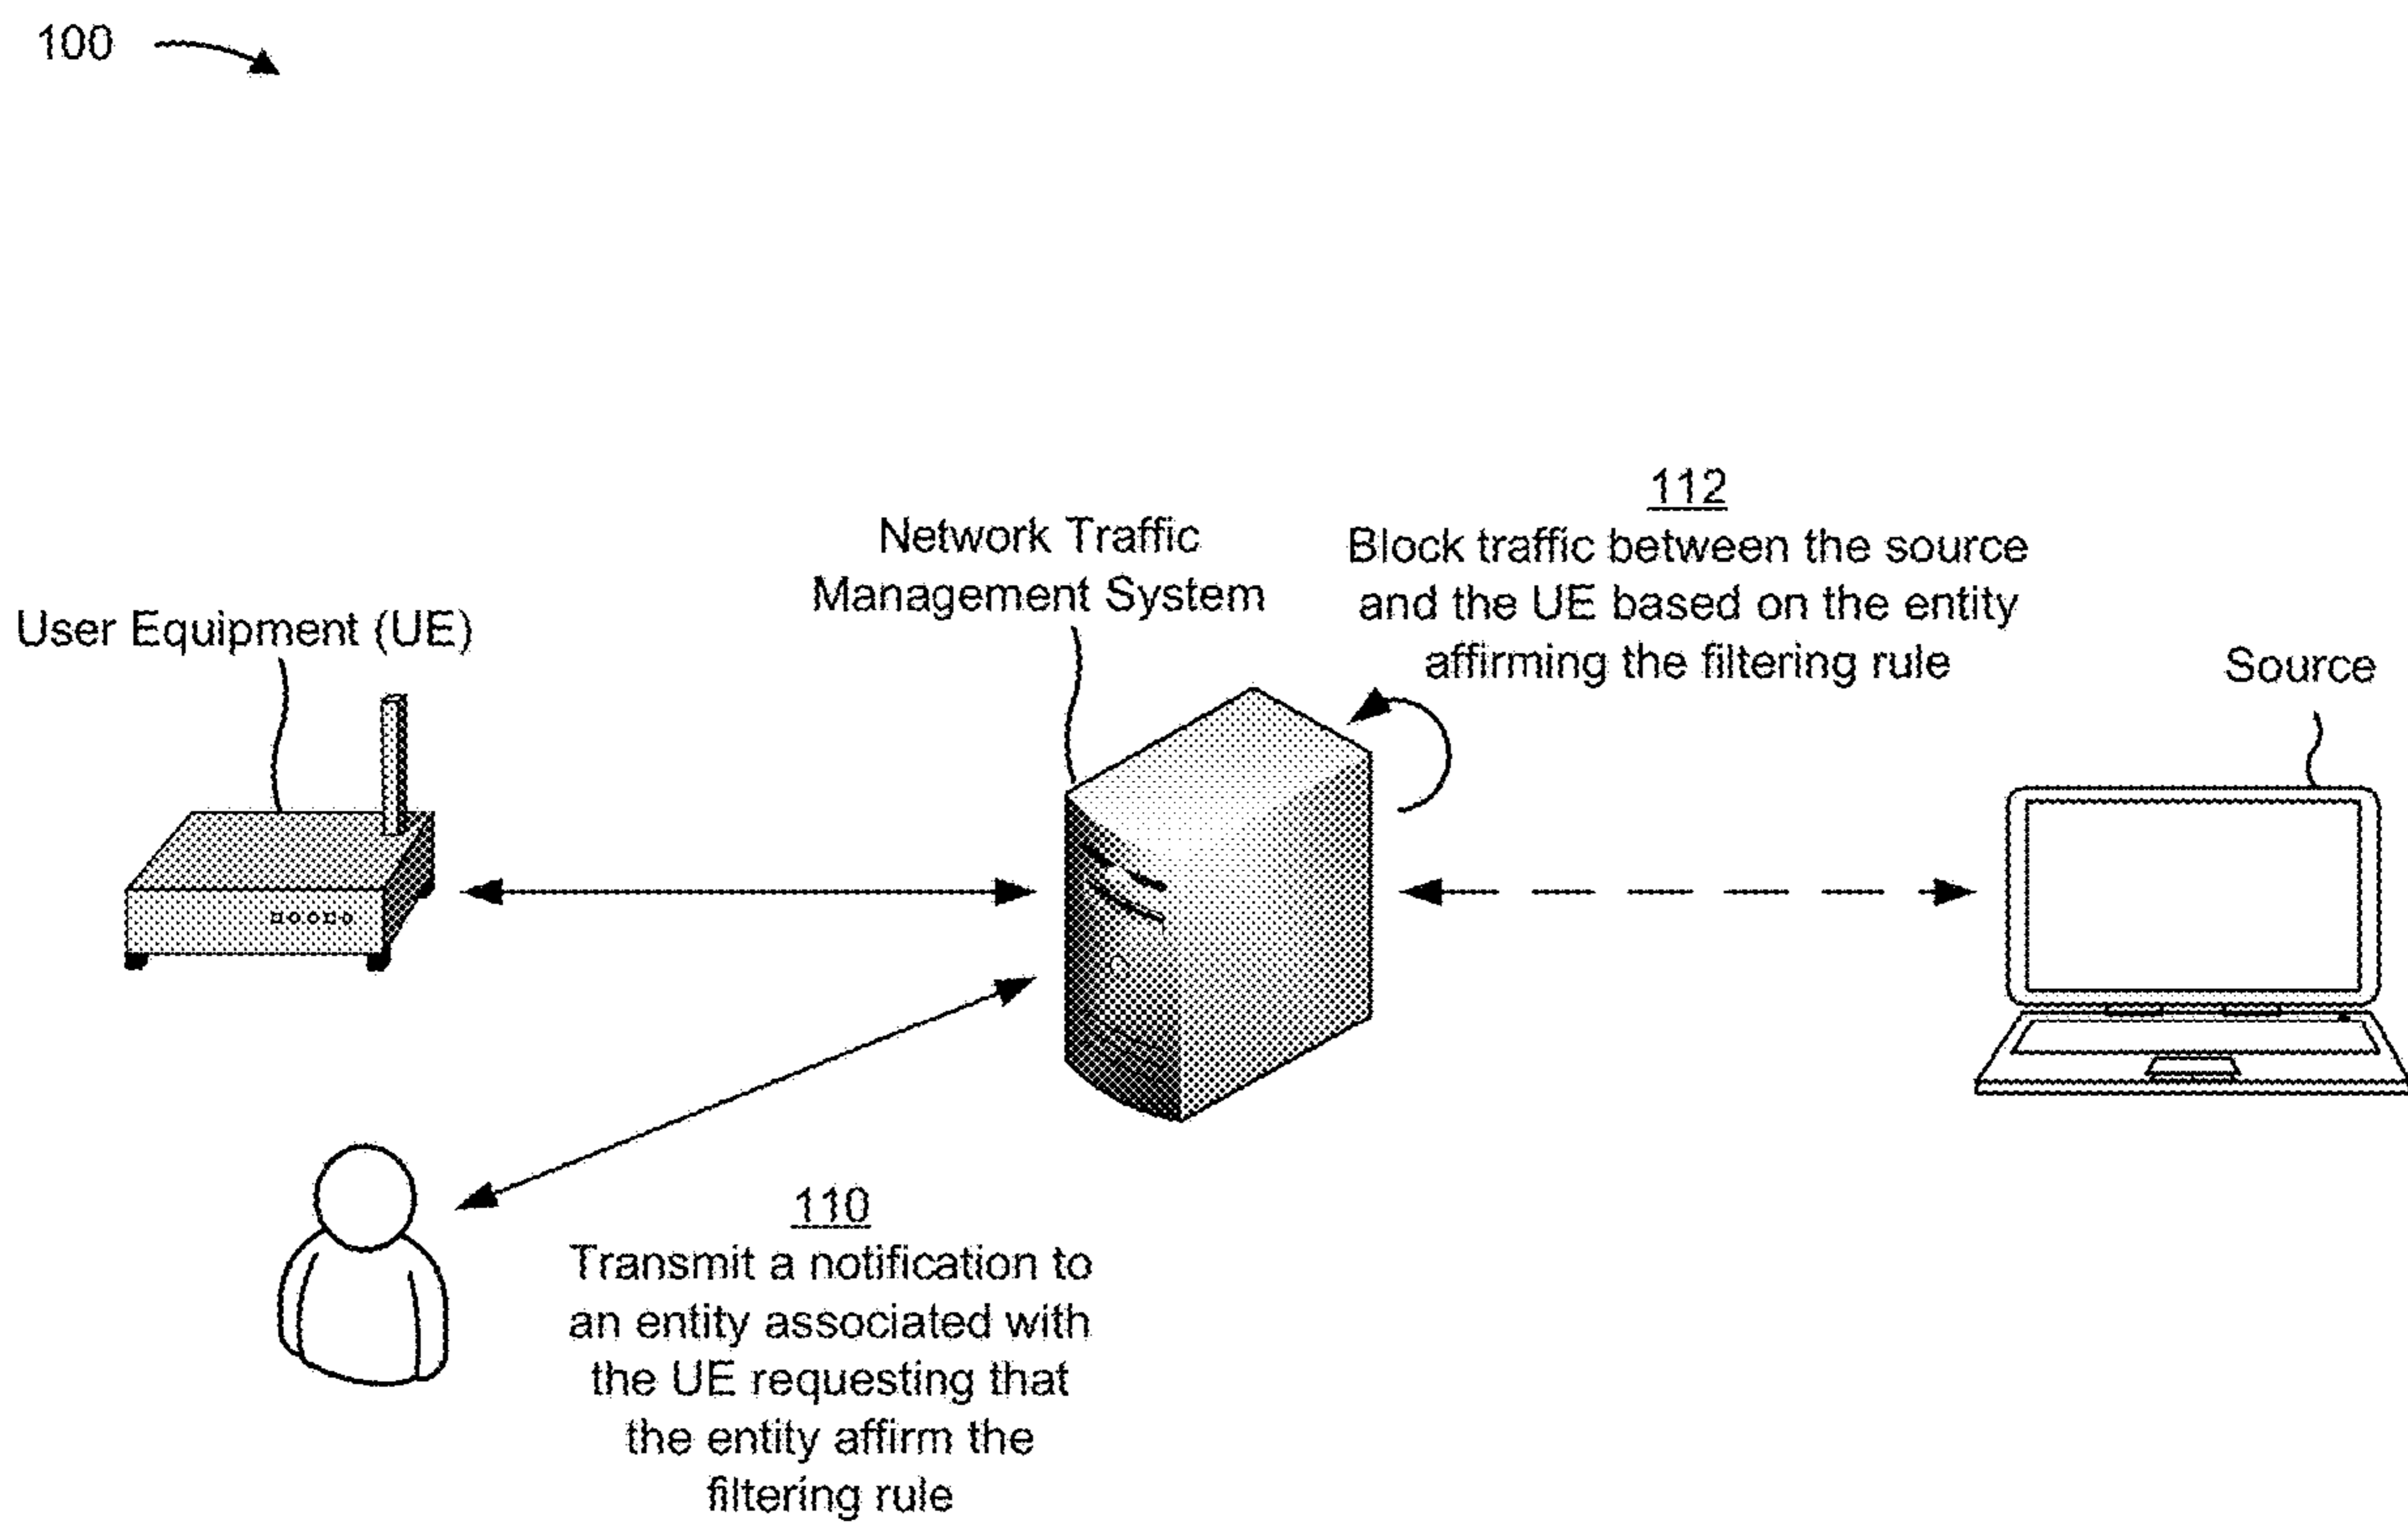 100
112
Network Traffic
Management System
Block traffic between the source
and the UE based on the entity
affirming the filtering rule
User Equipment (UE)
Source
110
Transmit a notification to
an entity associated with
the UE requesting that
the entity affirm the
filtering rule